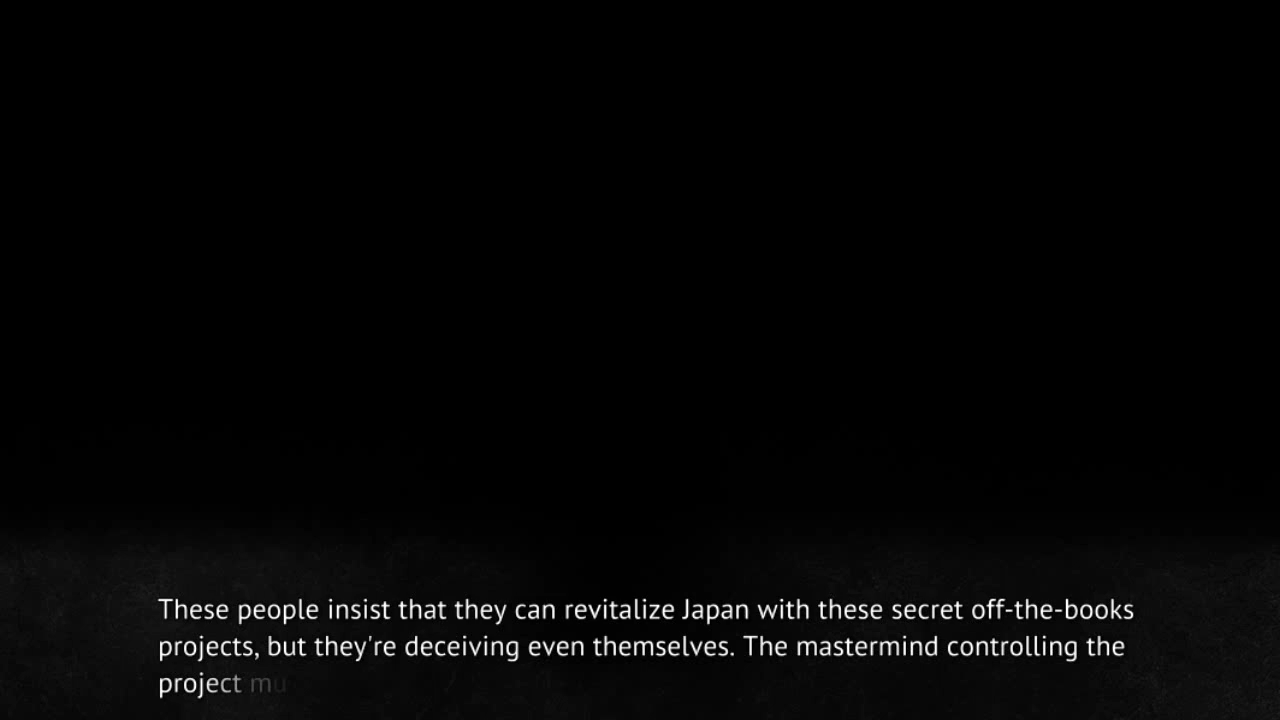 These people insist that they can revitalize Japan with these secret off-the-books
projects, but they're deceiving even themselves. The mastermind controlling the
project mu